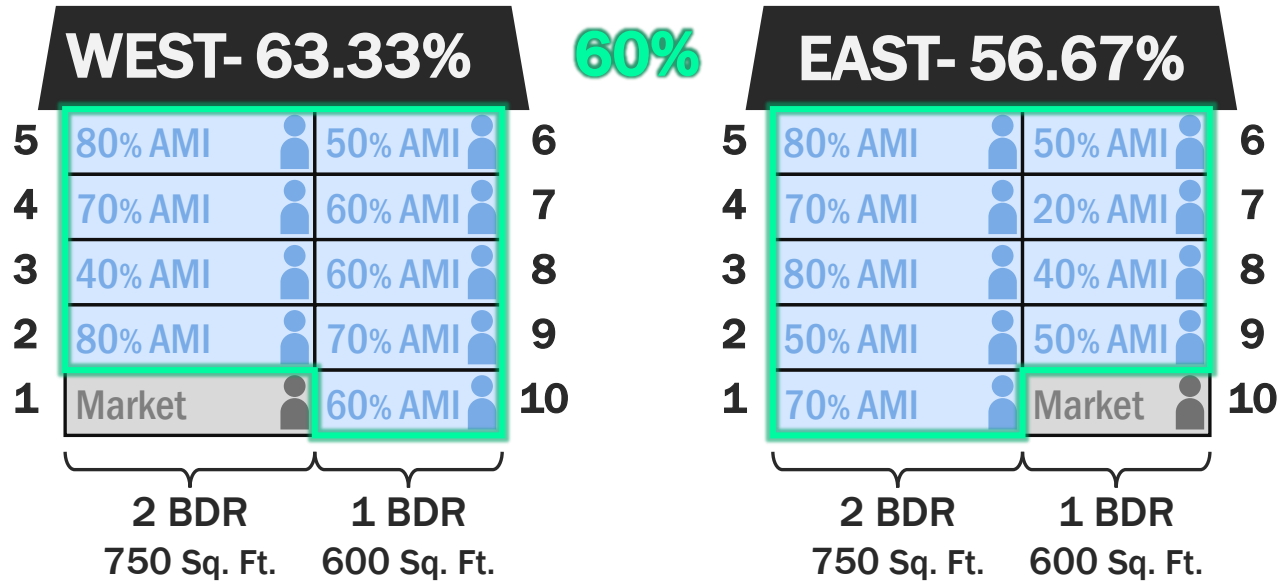 WEST- 63.33%
60%
EAST- 56.67%
5 80% AMI 50% AMI 6
4 70% AMI 60% AMI 7
3 40% AMI 60% AMI 8
2 80% AMI 70% AMI 9
1 Market 60% AMI 10
2 BDR 1 BDR
750 Sq. Ft. 600 Sq. Ft.
5 80% AMI 50% AMI 6
4 70% AMI 20% AMI 7
3 80% AMI 40% AMI 8
2 50% AMI 50% AMI 9
1 70% AMI Market 10
2 BDR 1 BDR
750 Sq. Ft. 600 Sq. Ft.